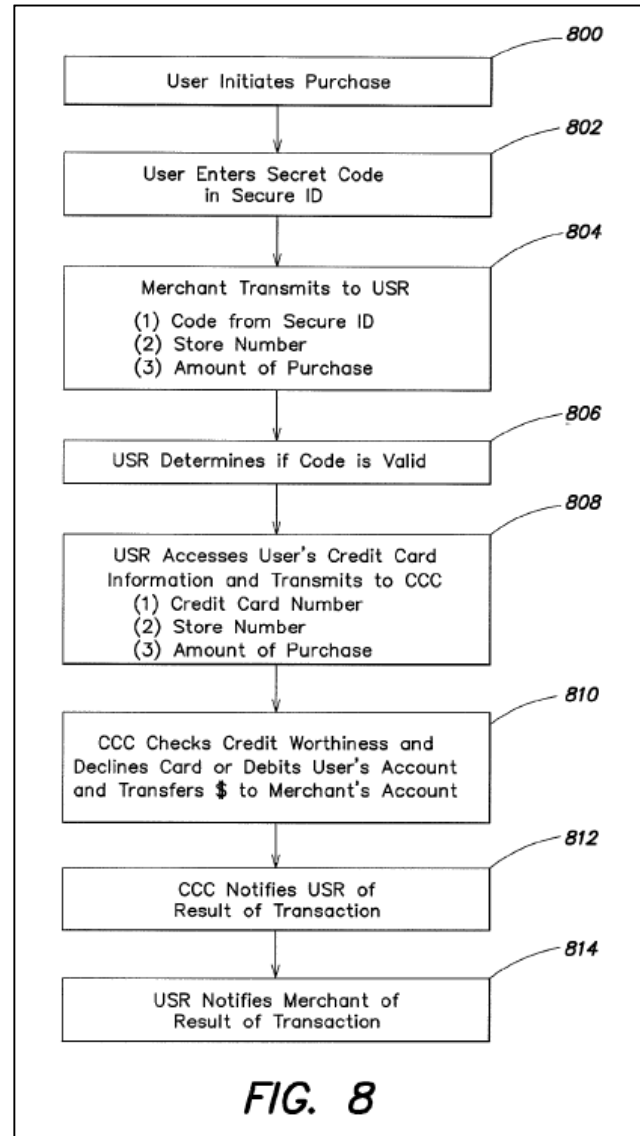 800
User Initiates Purchase
802
User Enters Secret Code
in Secure ID
804
Merchant Transmits to USR
(1) Code from Secure ID
(2) Store Number
(3) Amount of Purchase
806
USR Determines if Code is Valid
808
USR Accesses User's Credit Card
Information and Transmits to CCC
(1) Credit Card Number
(2) Store Number
(3) Amount of Purchase
810
CCC Checks Credit Worthiness and
Declines Card or Debits User's Account
and Transfers $ to Merchant's Account
812
CCC Notifies USR of
Result of Transaction
814
USR Notifies Merchant of
Result of Transaction
FIG. 8